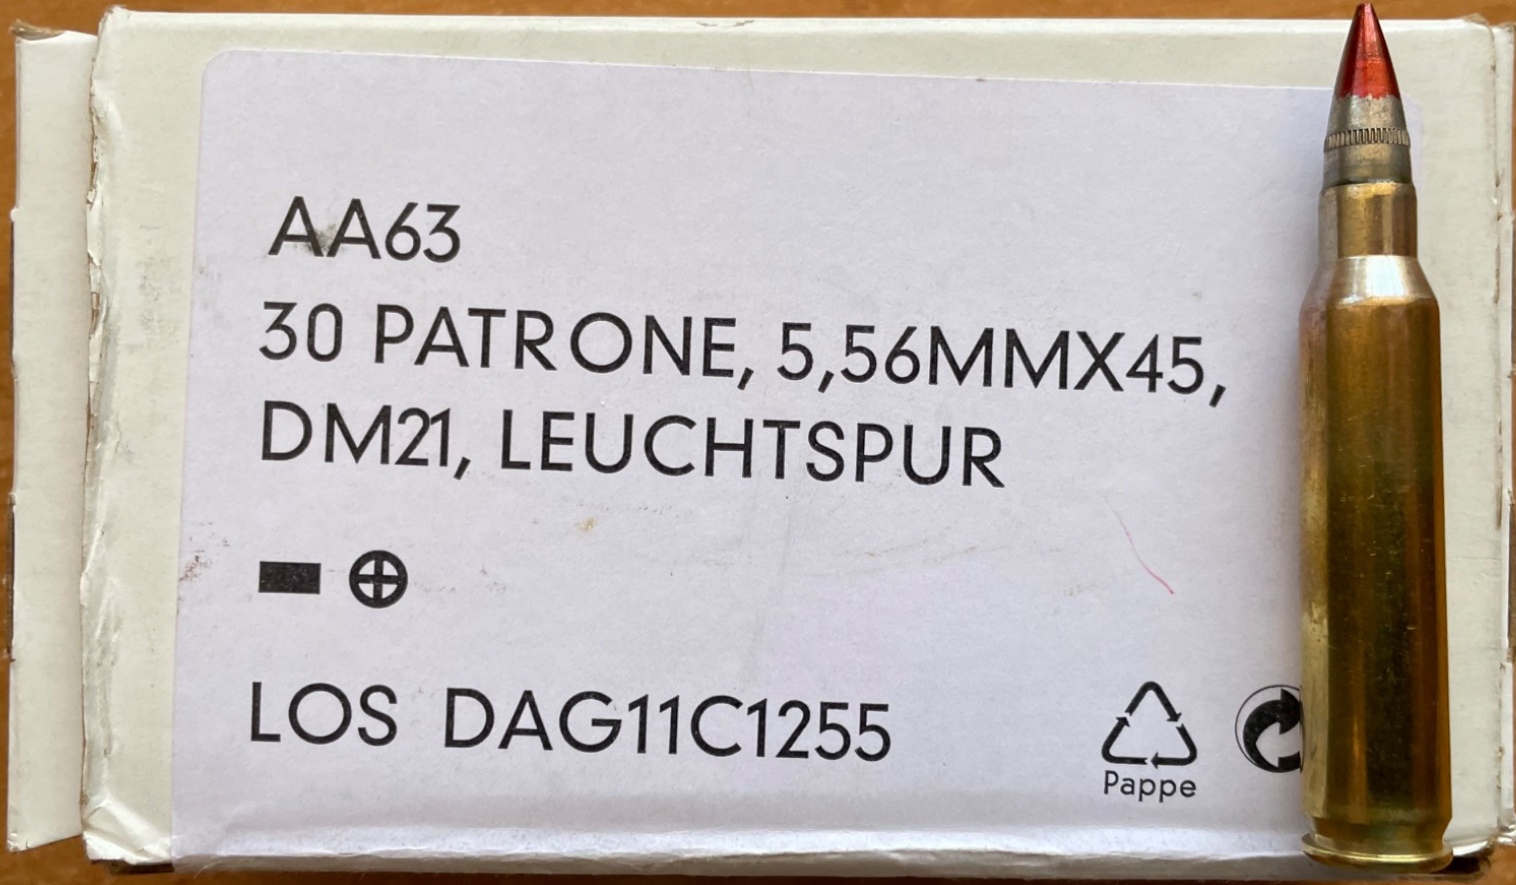 AA63
30 PATRONE, 5,56MMX45,
DM21, LEUCHTSPUR
LOS DAG11C1255
Pappe